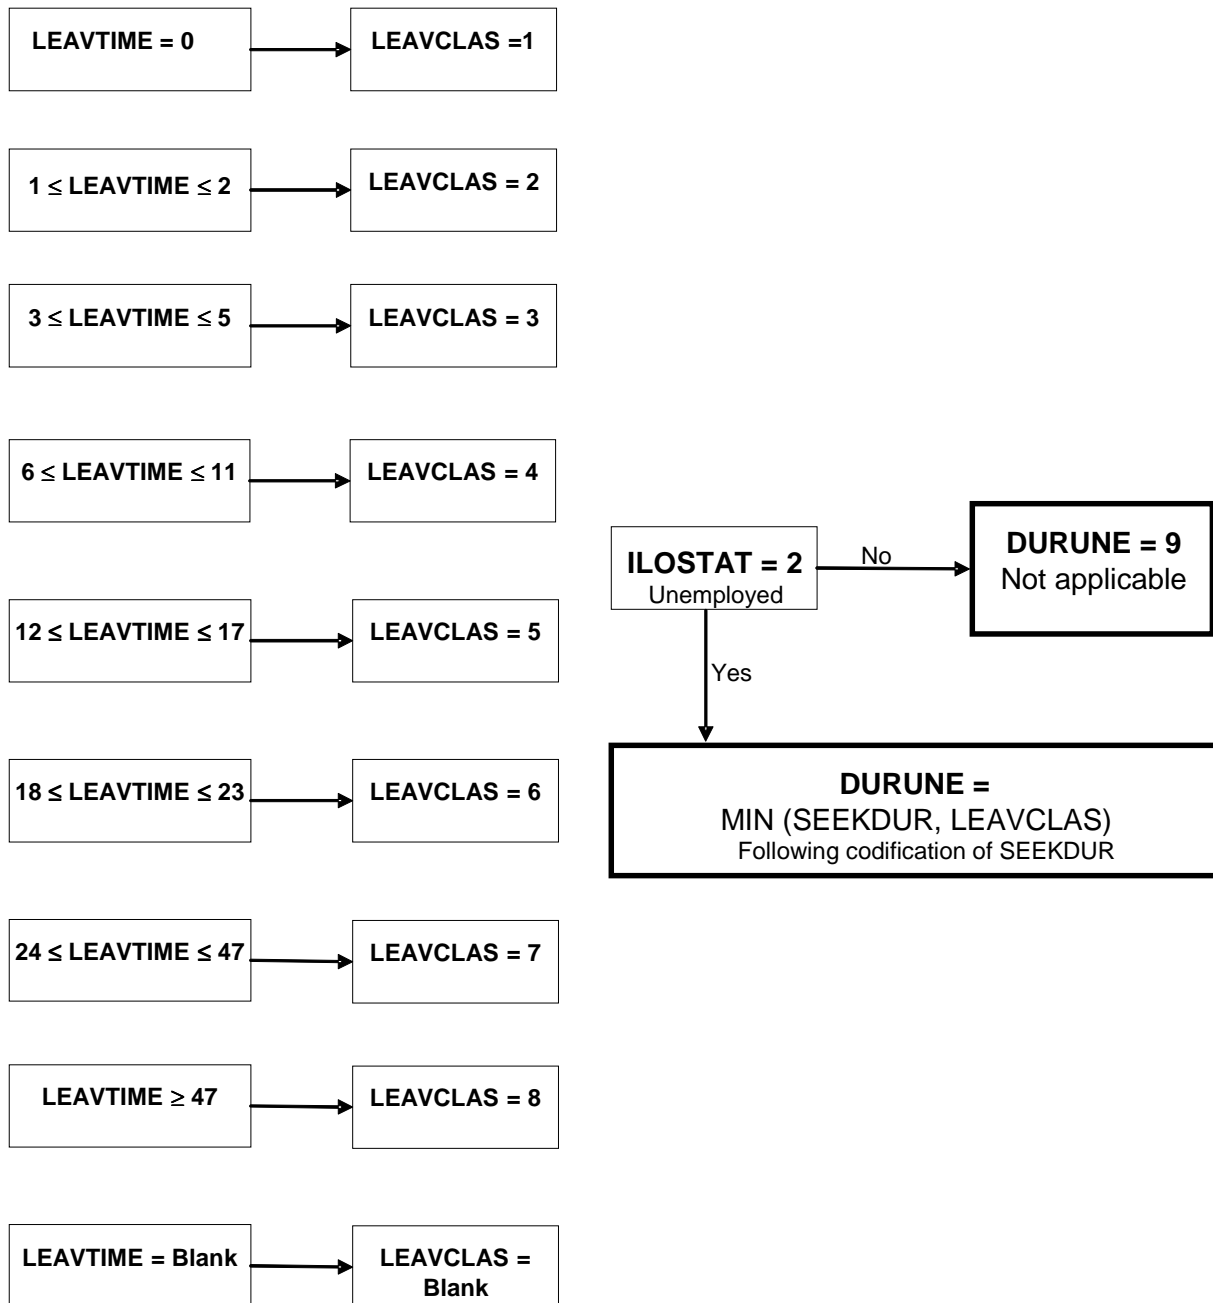 LEAVTIME = 0
LEAVCLAS =1
1 ≤ LEAVTIME ≤ 2
LEAVCLAS = 2
3 ≤ LEAVTIME ≤ 5
LEAVCLAS = 3
6 ≤ LEAVTIME ≤ 11
LEAVCLAS = 4
12 ≤ LEAVTIME ≤ 17
LEAVCLAS = 5
18 ≤ LEAVTIME ≤ 23
LEAVCLAS = 6
24 ≤ LEAVTIME ≤ 47
LEAVCLAS = 7
LEAVTIME ≥ 47
LEAVCLAS = 8
LEAVTIME = Blank
LEAVCLAS =
Blank
ILOSTAT = 2
Unemployed
No
DURUNE = 9
Not applicable
Yes
DURUNE =
MIN (SEEKDUR, LEAVCLAS)
Following codification of SEEKDUR